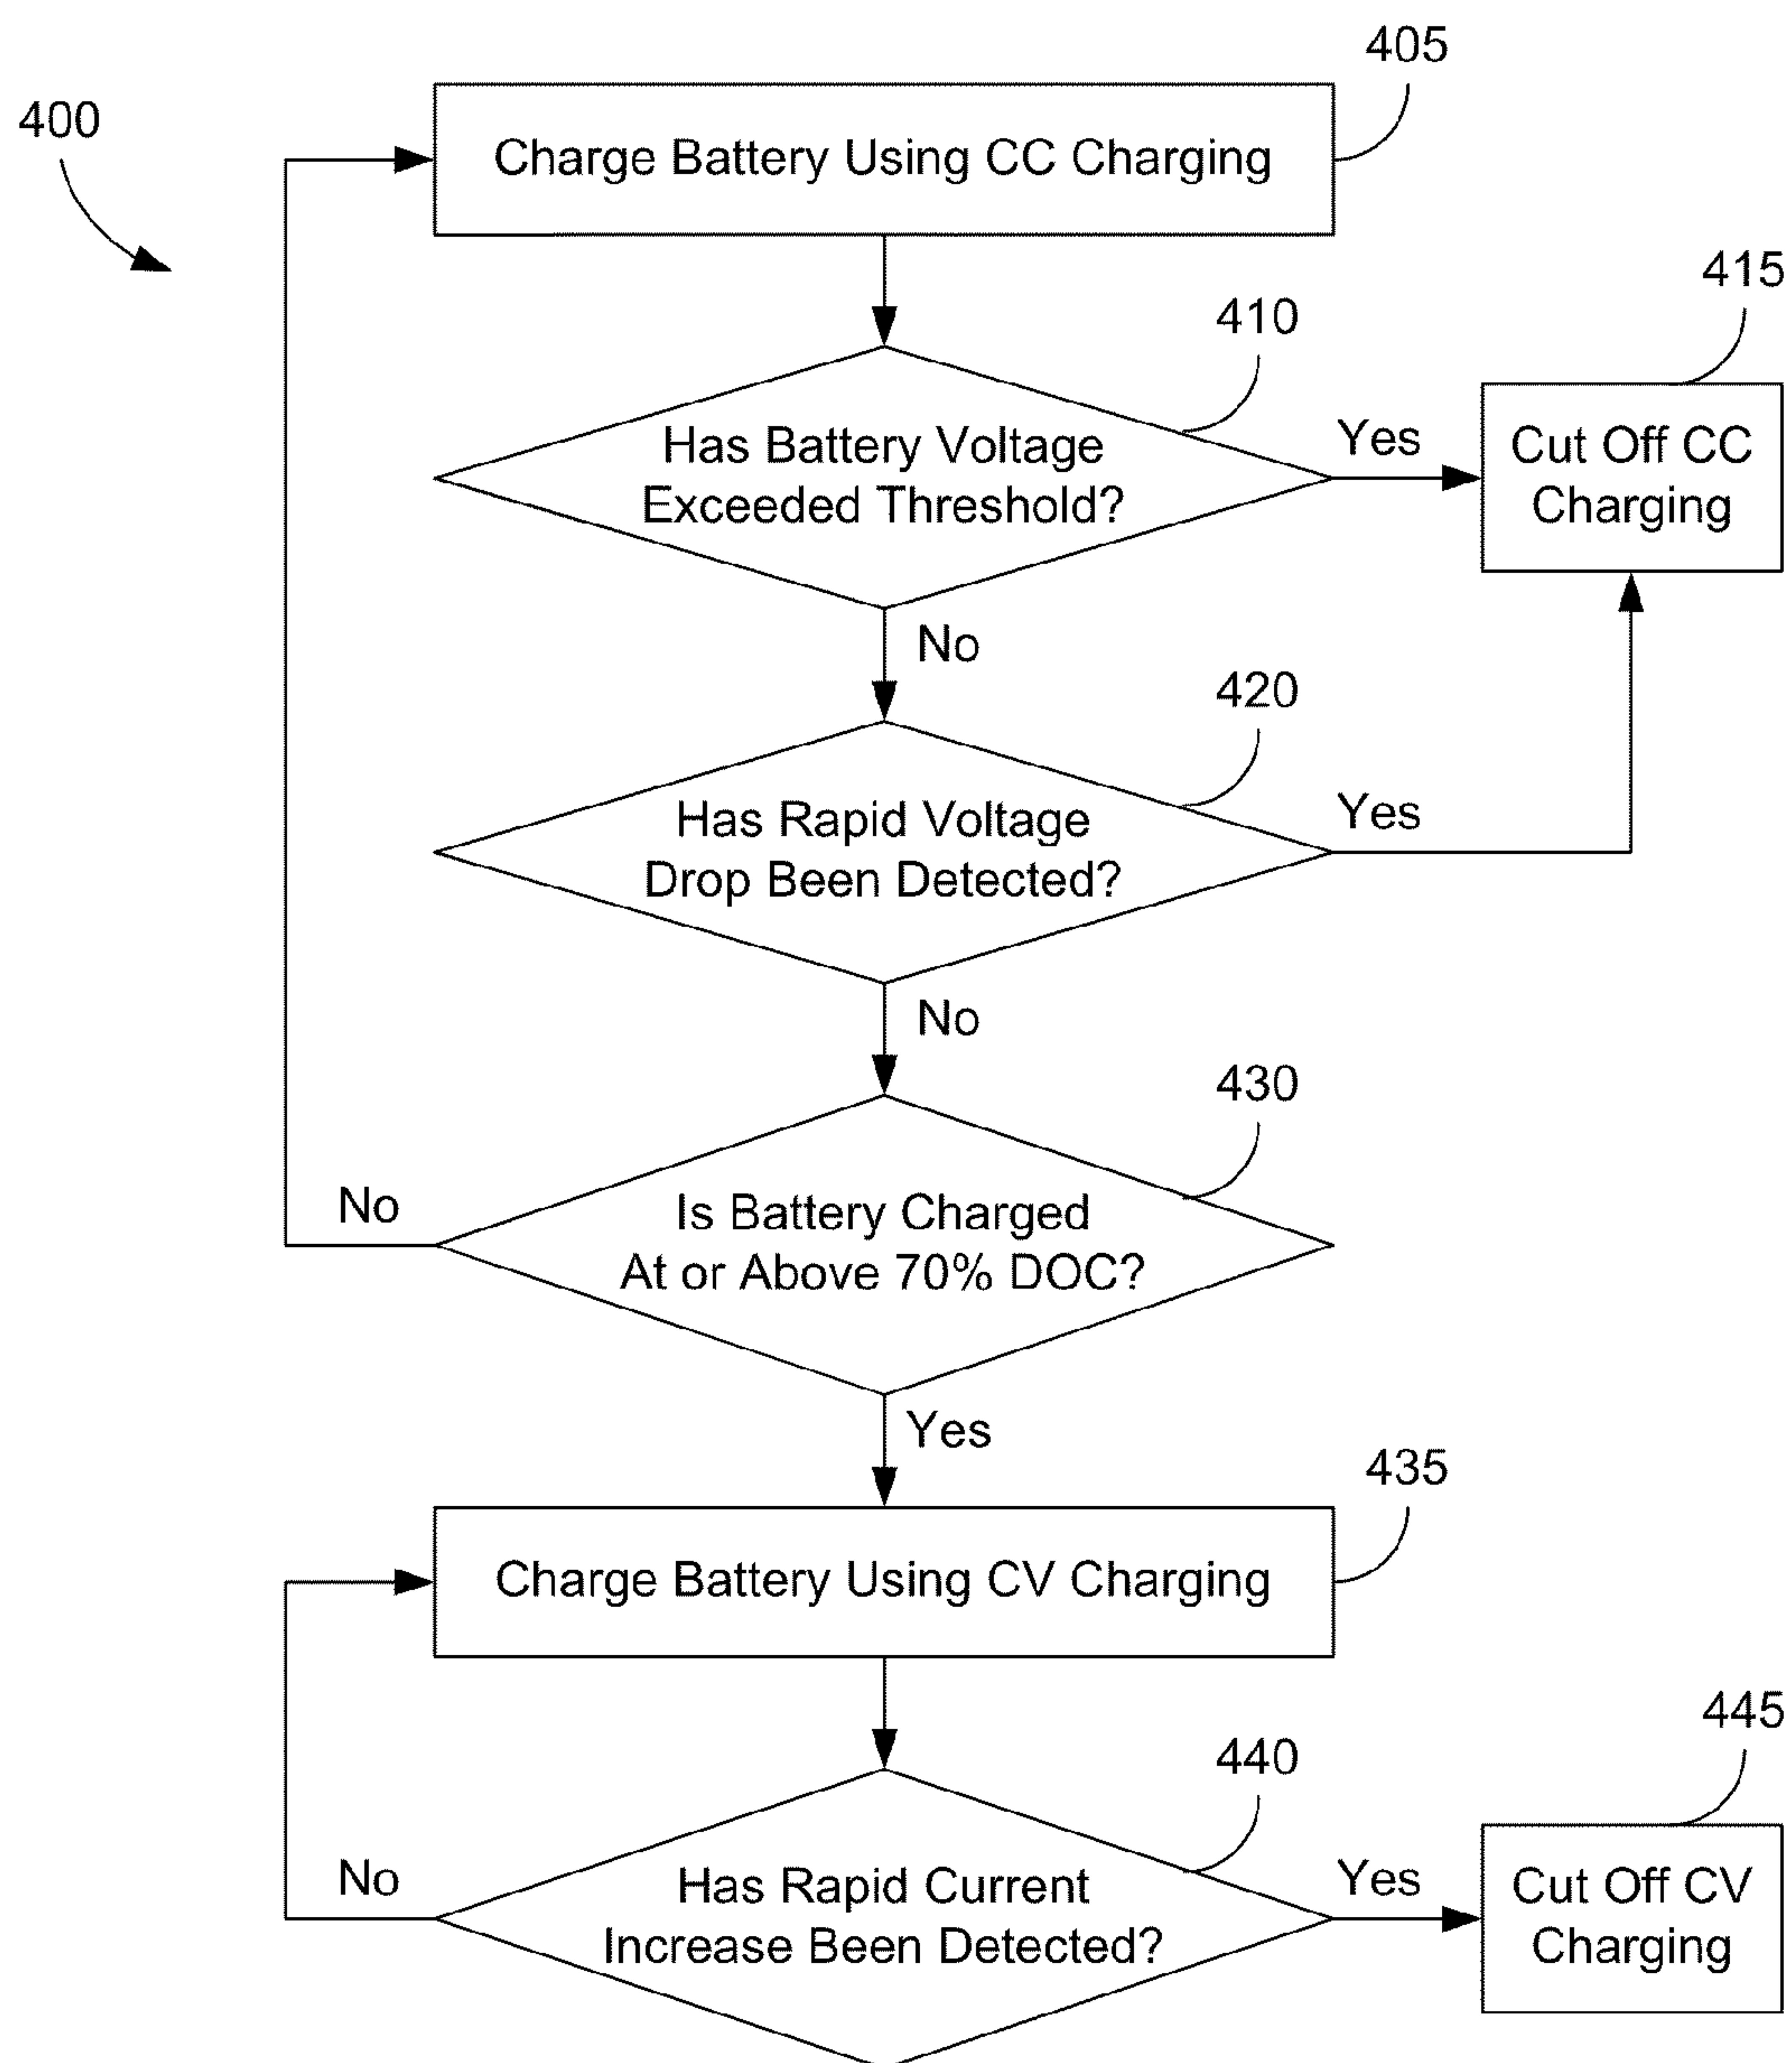 405
400
Charge Battery Using CC Charging
415
410
Has Battery Voltage
Exceeded Threshold?
Yes
Cut Off CC
Charging
No
420
Has Rapid Voltage
Drop Been Detected?
Yes
No
430
No
Is Battery Charged
At or Above 70% DOC?
Yes
435
Charge Battery Using CV Charging
445
440
No
Has Rapid Current
Increase Been Detected?
Yes
Cut Off CV
Charging